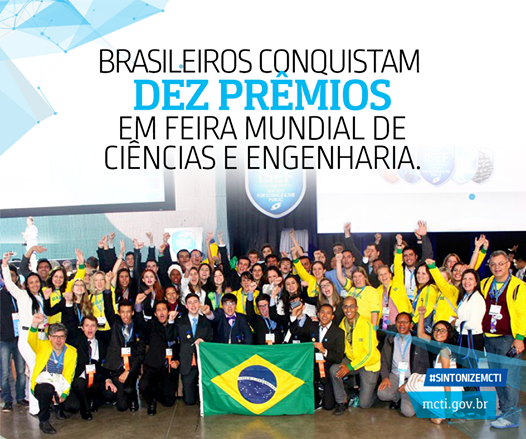 BRASILEIROS CONQUISTAM
DEZ PRÊMIOS
EM FEIRA MUNDIAL DE
CIÊNCIAS E ENGENHARIA.
#SINTONIZEMCTI
mcti.gov.br